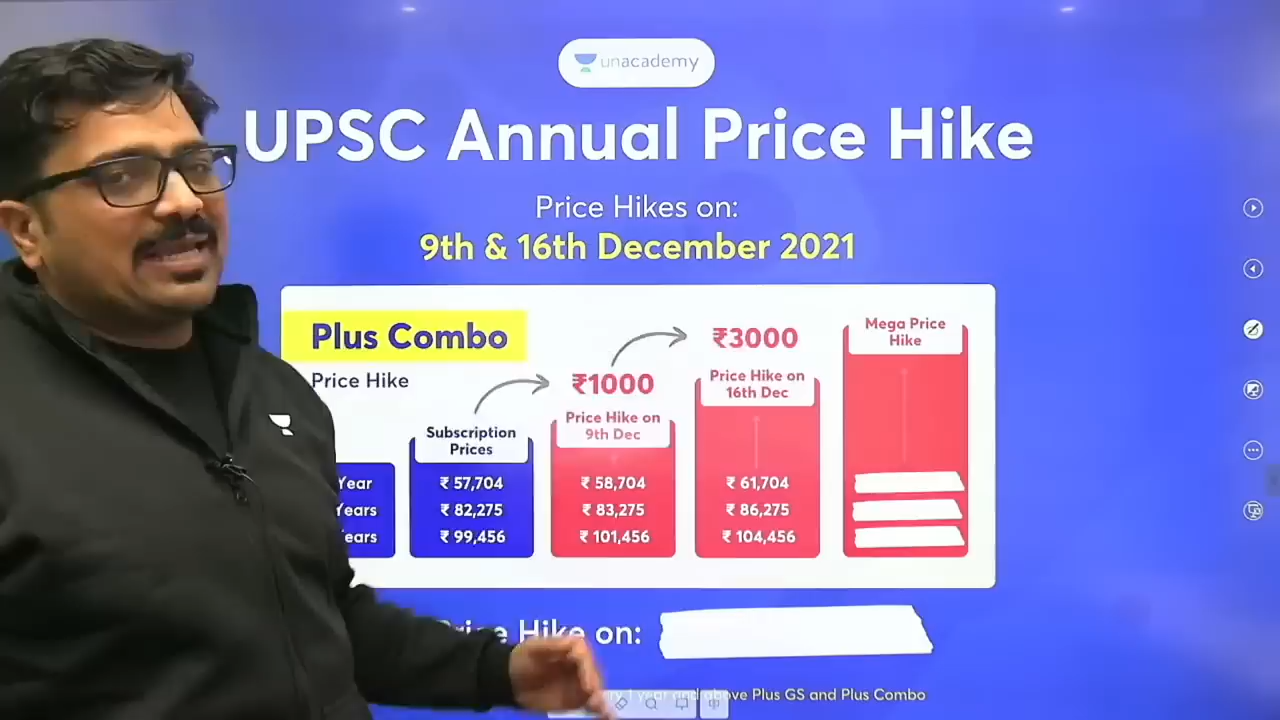 unacademy
UPSC Annual Price Hike
Price Hikes on:
9th & 16th December 2021
Plus Combo
Price Hike
Subscription
Prices
₹1000
Price Hike on
9th Dec
₹3000
Price Hike on
16th Dec
Mega Price
Hike
Year ₹ 57,704 ₹ 58,704 ₹ 61,704
Years ₹ 82,275 ₹ 83,275 ₹ 86,275
₹ 99,456 ₹ 101,456 ₹ 104,456
Hike on:
1 year and above Plus GS and Plus Combo